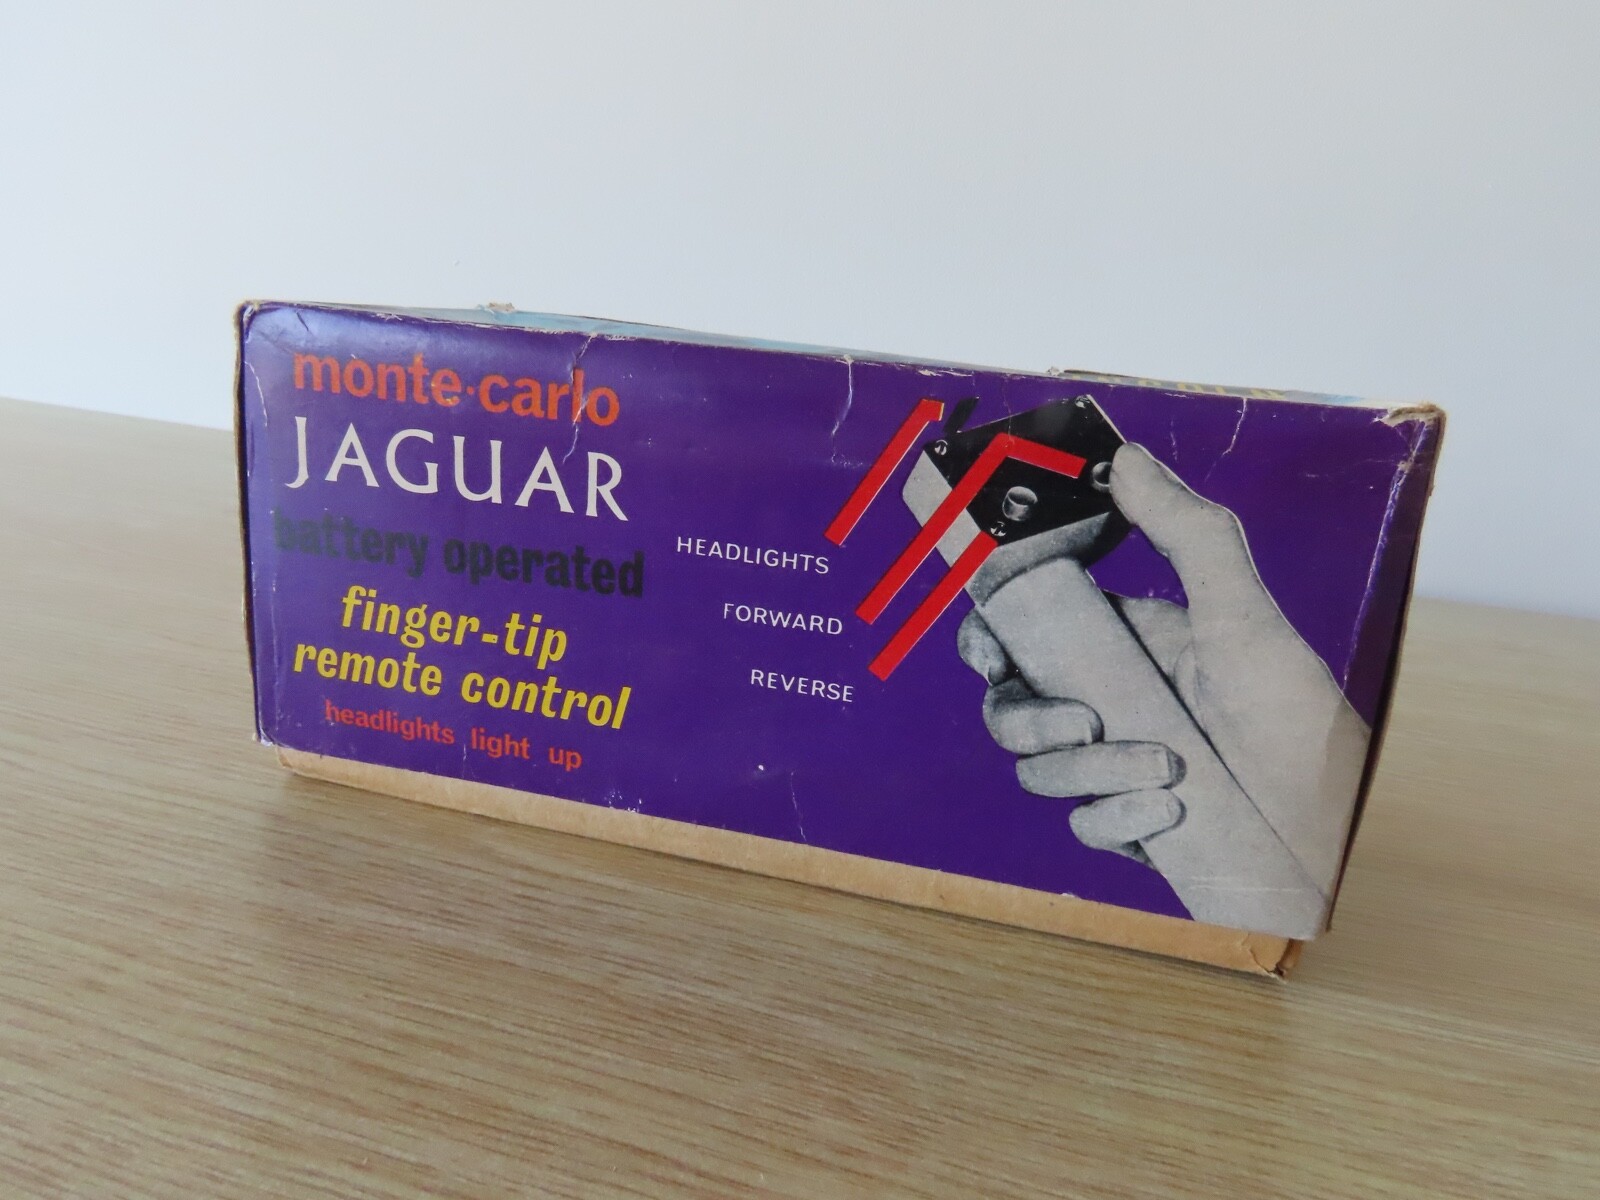 monte·carlo
JAGUAR
battery operated
finger-tip
remote control
headlights light up
HEADLIGHTS
FORWARD
REVERSE